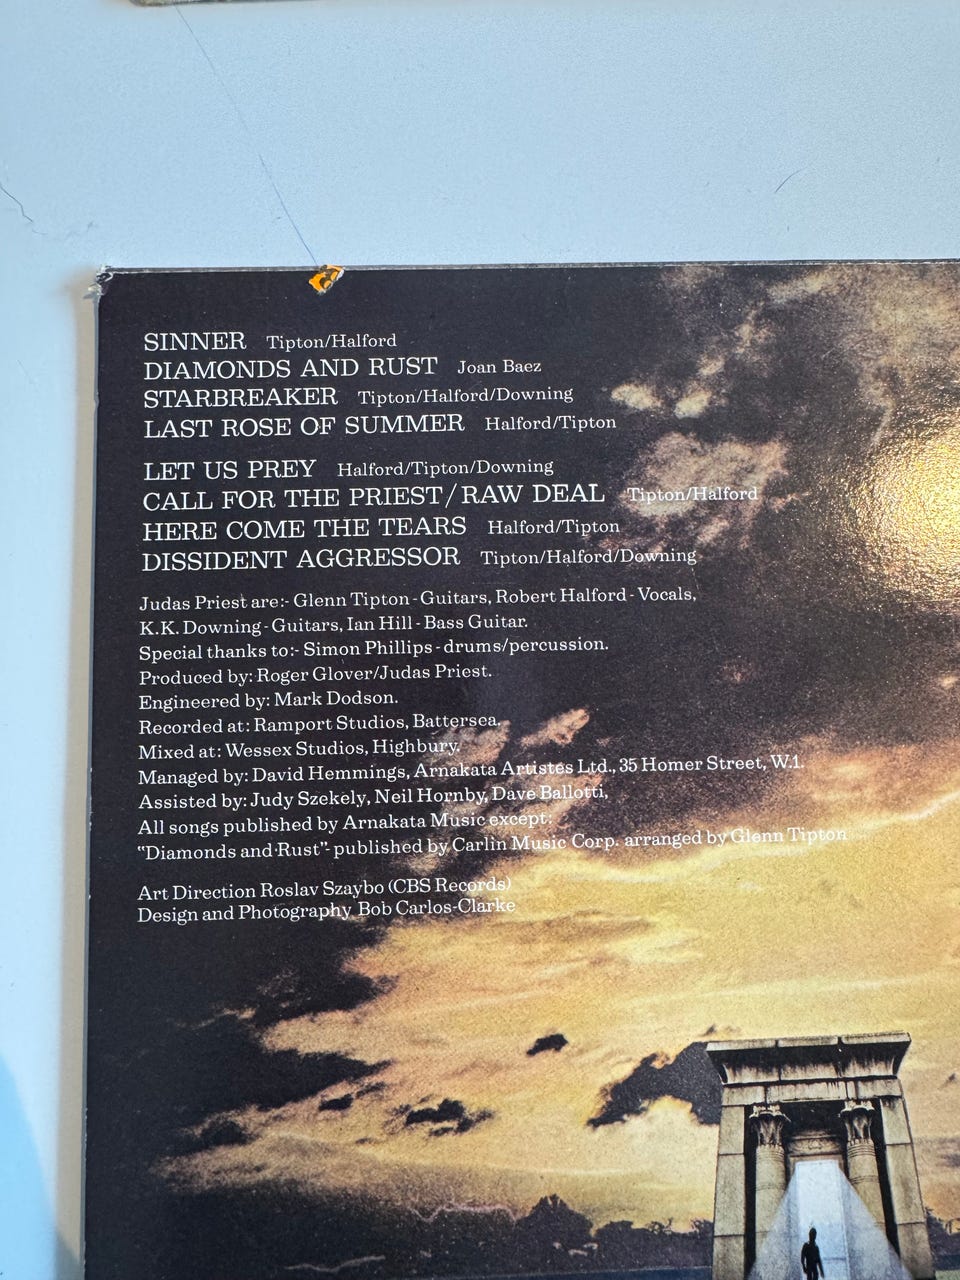 SINNER Tipton/Halford
DIAMONDS AND RUST Joan Baez
STARBREAKER Tipton/Halford/Downing
LAST ROSE OF SUMMER Halford/Tipton
LET US PREY Halford/Tipton/Downing
CALL FOR THE PRIEST/RAW DEAL Tipton/Halford
HERE COME THE TEARS Halford/Tipton
DISSIDENT AGGRESSOR Tipton/Halford/Downing
Judas Priest are:- Glenn Tipton - Guitars, Robert Halford - Vocals,
K.K. Downing - Guitars, Ian Hill - Bass Guitar.
Special thanks to:- Simon Phillips - drums/percussion.
Produced by: Roger Glover/Judas Priest.
Engineered by: Mark Dodson.
Recorded at: Ramport Studios, Battersea.
Mixed at: Wessex Studios, Highbury.
Managed by: David Hemmings, Arnakata Artistes Ltd., 35 Homer Street, W.1.
Assisted by: Judy Szekely, Neil Hornby, Dave Ballotti,
All songs published by Arnakata Music except:
"Diamonds and Rust"- published by Carlin Music Corp. arranged by Glenn Tipton
Art Direction Roslav Szaybo (CBS Records)
Design and Photography Bob Carlos-Clarke